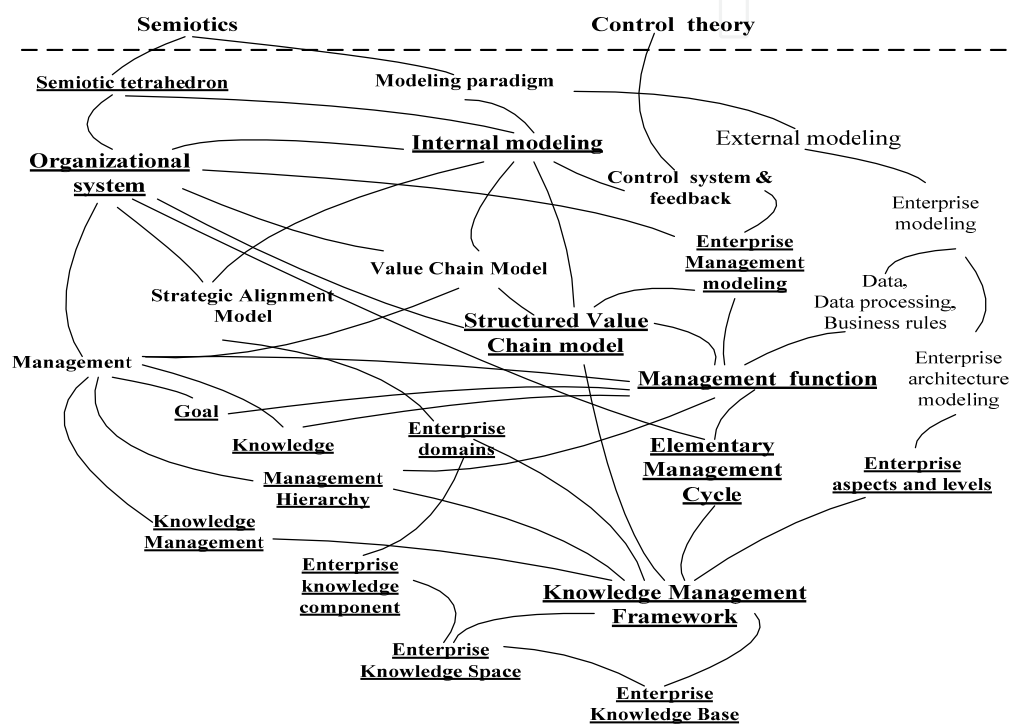 Semiotics
Control theory
Semiotic tetrahedron
Modeling paradigm
Internal modeling
External modeling
Organizational
system
Control system &
feedback
Enterprise
modeling
Enterprise
Management
modeling
Value Chain Model
Strategic Alignment
Model
Data,
Data processing,
Business rules
Structured Value
Chain model
Management
Enterprise
architecture
modeling
Management function
Goal
Knowledge
Enterprise
domains
Elementary
Management
Cycle
Enterprise
aspects and levels
Management
Hierarchy
Knowledge
Management
Enterprise
knowledge
component
Knowledge Management
Framework
Enterprise
Knowledge Space
Enterprise
Knowledge Base